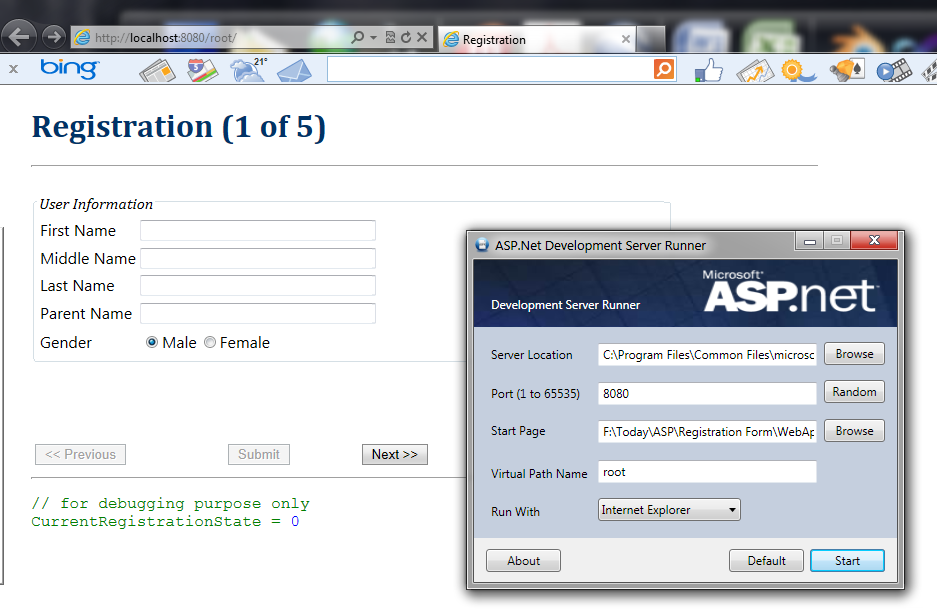 http://localhost:8080/root/
Registration
x bing 21°
Registration (1 of 5)
User Information
First Name
Middle Name
Last Name
Parent Name
Gender Male Female
<< Previous Submit Next >>
// for debugging purpose only
CurrentRegistrationState = 0
ASP.Net Development Server Runner
Microsoft
ASP.net
Development Server Runner
Server Location C:\Program Files\Common Files\microsc Browse
Port (1 to 65535) 8080 Random
Start Page F:\Today\ASP\Registration Form\WebAp Browse
Virtual Path Name root
Run With Internet Explorer
About Default Start